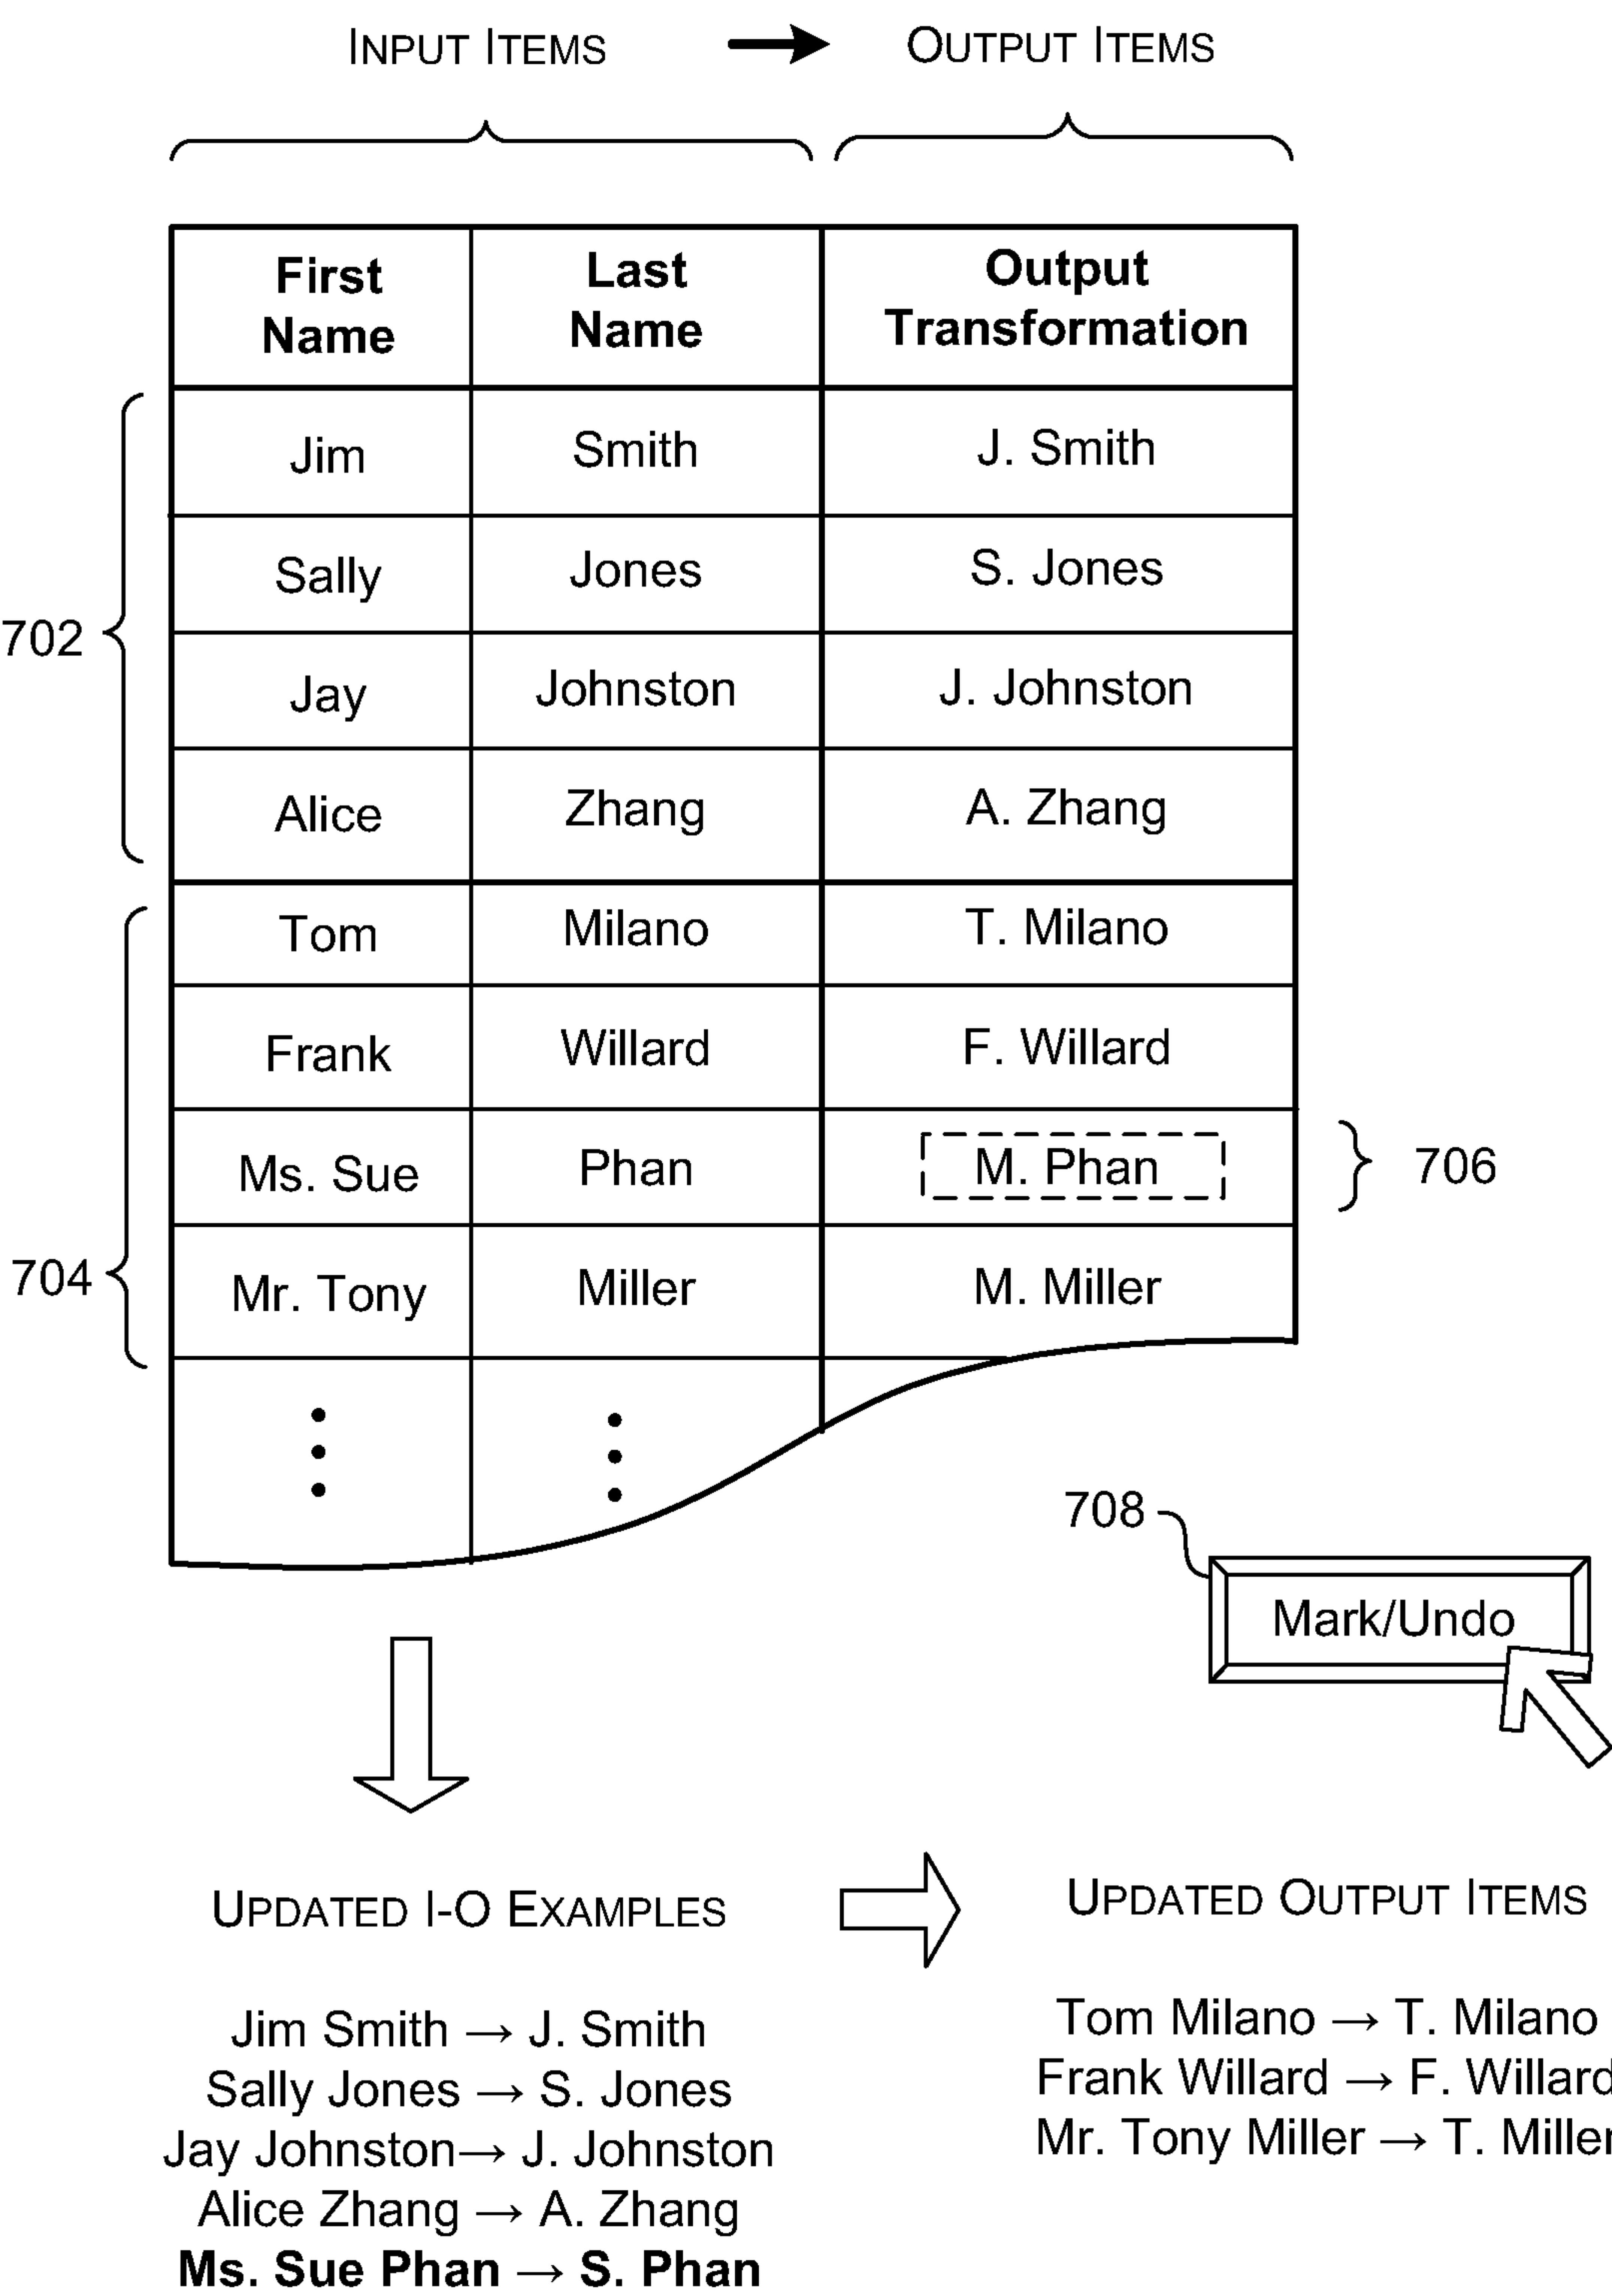 INPUT ITEMS → OUTPUT ITEMS
First Name Last Name Output Transformation
702
Jim Smith J. Smith
Sally Jones S. Jones
Jay Johnston J. Johnston
Alice Zhang A. Zhang
704
Tom Milano T. Milano
Frank Willard F. Willard
Ms. Sue Phan M. Phan 706
Mr. Tony Miller M. Miller
708
Mark/Undo
UPDATED I-O EXAMPLES
Jim Smith → J. Smith
Sally Jones → S. Jones
Jay Johnston→ J. Johnston
Alice Zhang → A. Zhang
Ms. Sue Phan → S. Phan
UPDATED OUTPUT ITEMS
Tom Milano → T. Milano
Frank Willard → F. Willard
Mr. Tony Miller → T. Miller